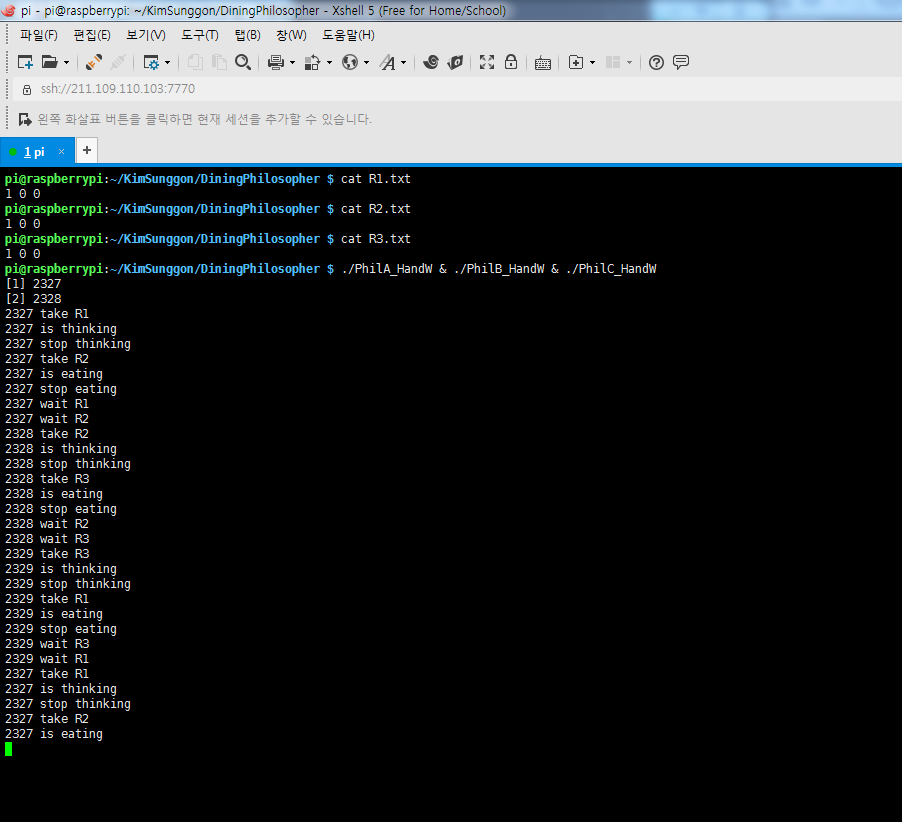 pi - pi@raspberrypi: ~/KimSunggon/DiningPhilosopher - Xshell 5 (Free for Home/School)
파일(F) 편집(E) 보기(V) 도구(T) 탭(B) 창(W) 도움말(H)
ssh://211.109.110.103:7770
왼쪽 화살표 버튼을 클릭하면 현재 세션을 추가할 수 있습니다.
1 pi × +
pi@raspberrypi:~/KimSunggon/DiningPhilosopher $ cat R1.txt
1 0 0
pi@raspberrypi:~/KimSunggon/DiningPhilosopher $ cat R2.txt
1 0 0
pi@raspberrypi:~/KimSunggon/DiningPhilosopher $ cat R3.txt
1 0 0
pi@raspberrypi:~/KimSunggon/DiningPhilosopher $ ./PhilA_HandW & ./PhilB_HandW & ./PhilC_HandW
[1] 2327
[2] 2328
2327 take R1
2327 is thinking
2327 stop thinking
2327 take R2
2327 is eating
2327 stop eating
2327 wait R1
2327 wait R2
2328 take R2
2328 is thinking
2328 stop thinking
2328 take R3
2328 is eating
2328 stop eating
2328 wait R2
2328 wait R3
2329 take R3
2329 is thinking
2329 stop thinking
2329 take R1
2329 is eating
2329 stop eating
2329 wait R3
2329 wait R1
2327 take R1
2327 is thinking
2327 stop thinking
2327 take R2
2327 is eating